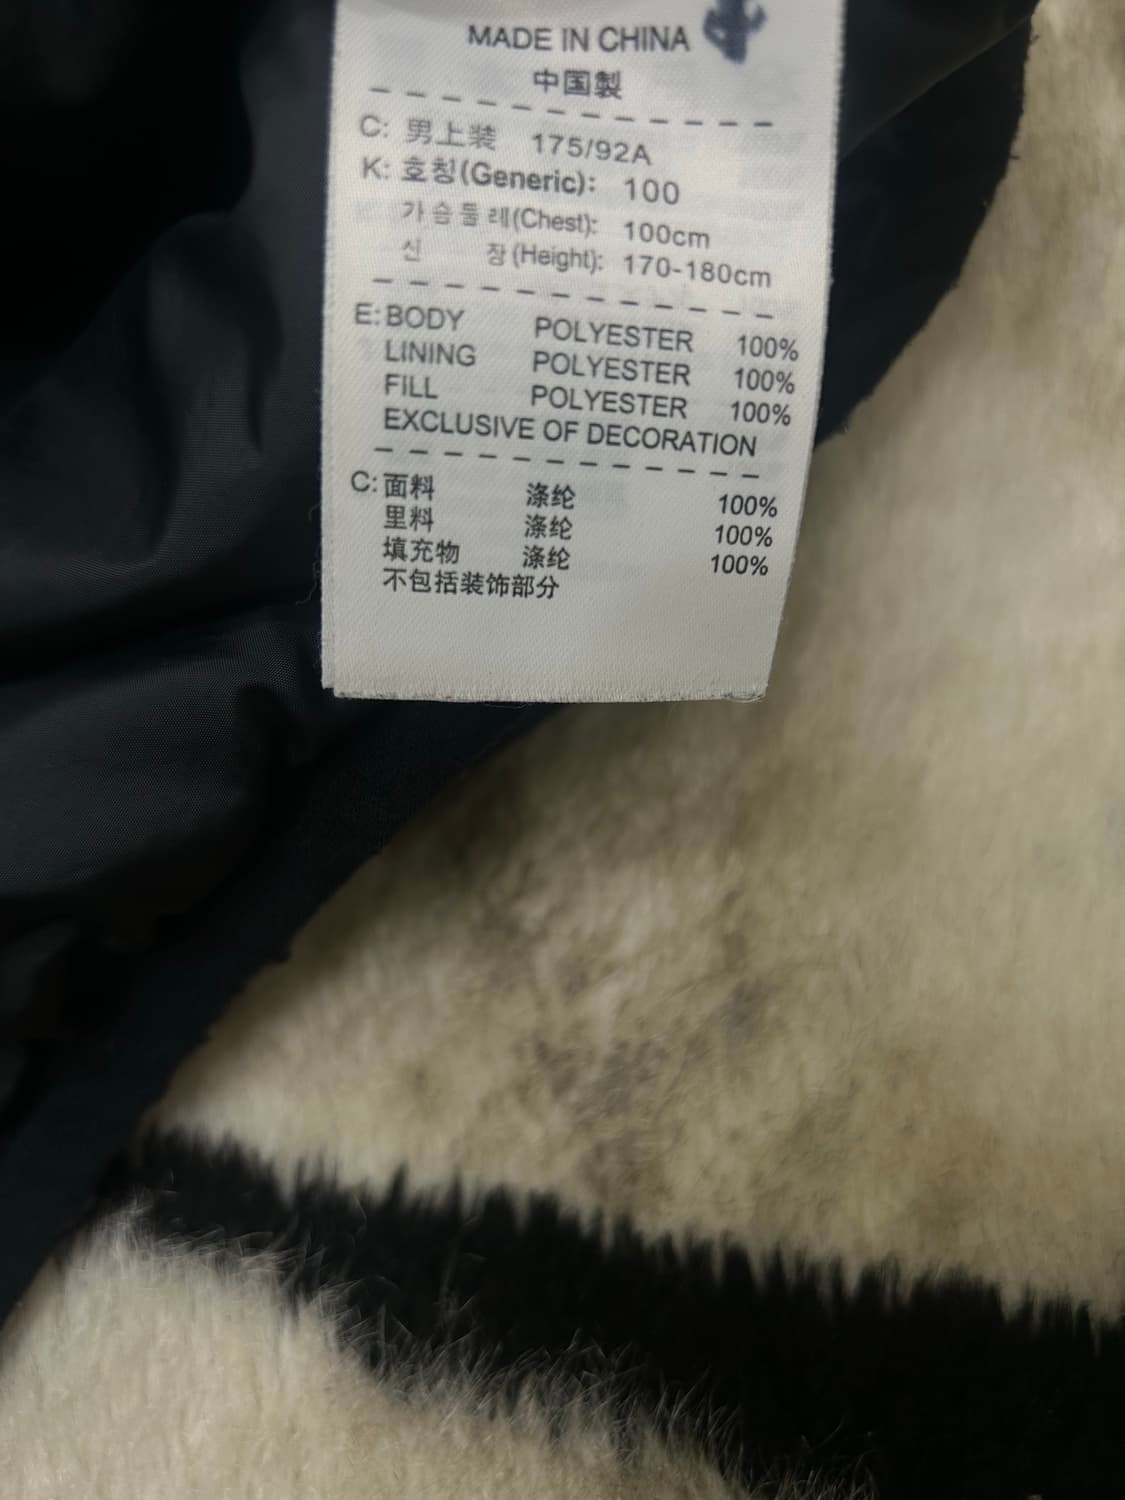 MADE IN CHINA
中国製
C: 男上装 175/92A
K: 호칭(Generic): 100
가슴둘레(Chest): 100cm
신 장(Height): 170-180cm
E: BODY POLYESTER 100%
LINING POLYESTER 100%
FILL POLYESTER 100%
EXCLUSIVE OF DECORATION
C: 面料 涤纶 100%
里料 涤纶 100%
填充物 涤纶 100%
不包括装饰部分